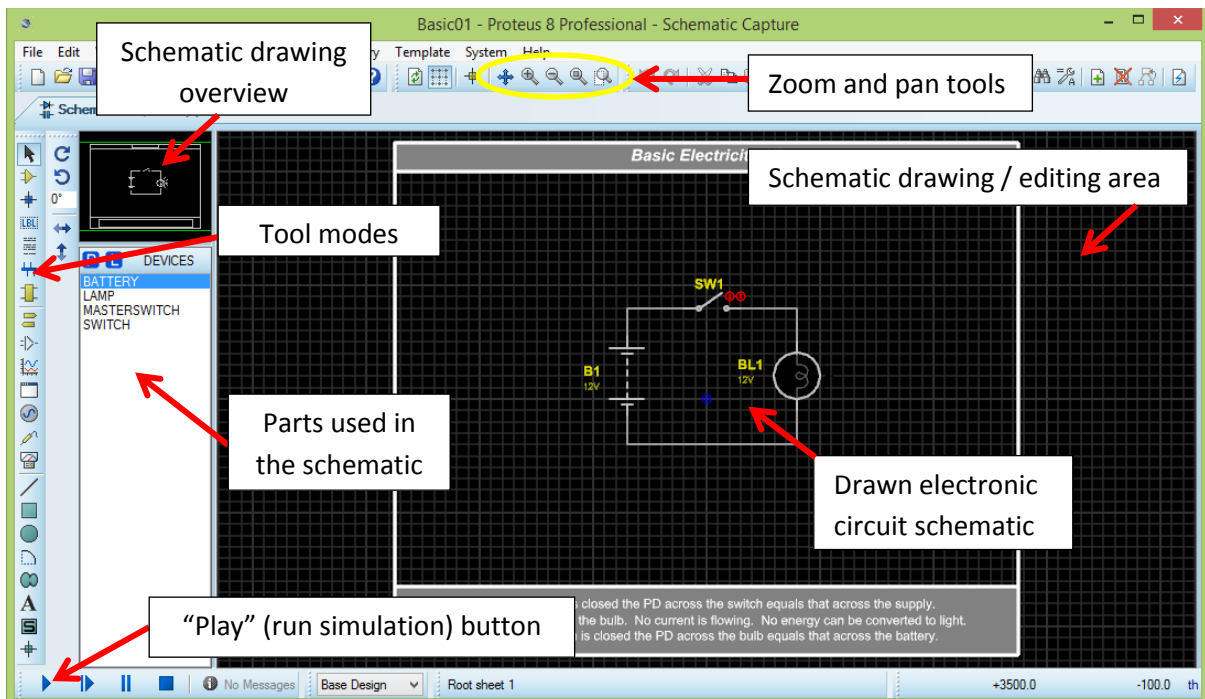 Basic01 - Proteus 8 Professional - Schematic Capture
File Edit Template System Help
Schematic drawing
overview
Zoom and pan tools
Basic
Schematic drawing / editing area
0°
LBL
Tool modes
DEVICES
BATTERY
LAMP
MASTERSWITCH
SWITCH
SW1
B1
12V
BL1
12V
Parts used in
the schematic
Drawn electronic
circuit schematic
A
S
"Play" (run simulation) button
closed the PD across the switch equals that across the supply.
the bulb. No current is flowing. No energy can be converted to light.
is closed the PD across the bulb equals that across the battery.
No Messages Base Design Root sheet 1 +3500.0 -100.0 th